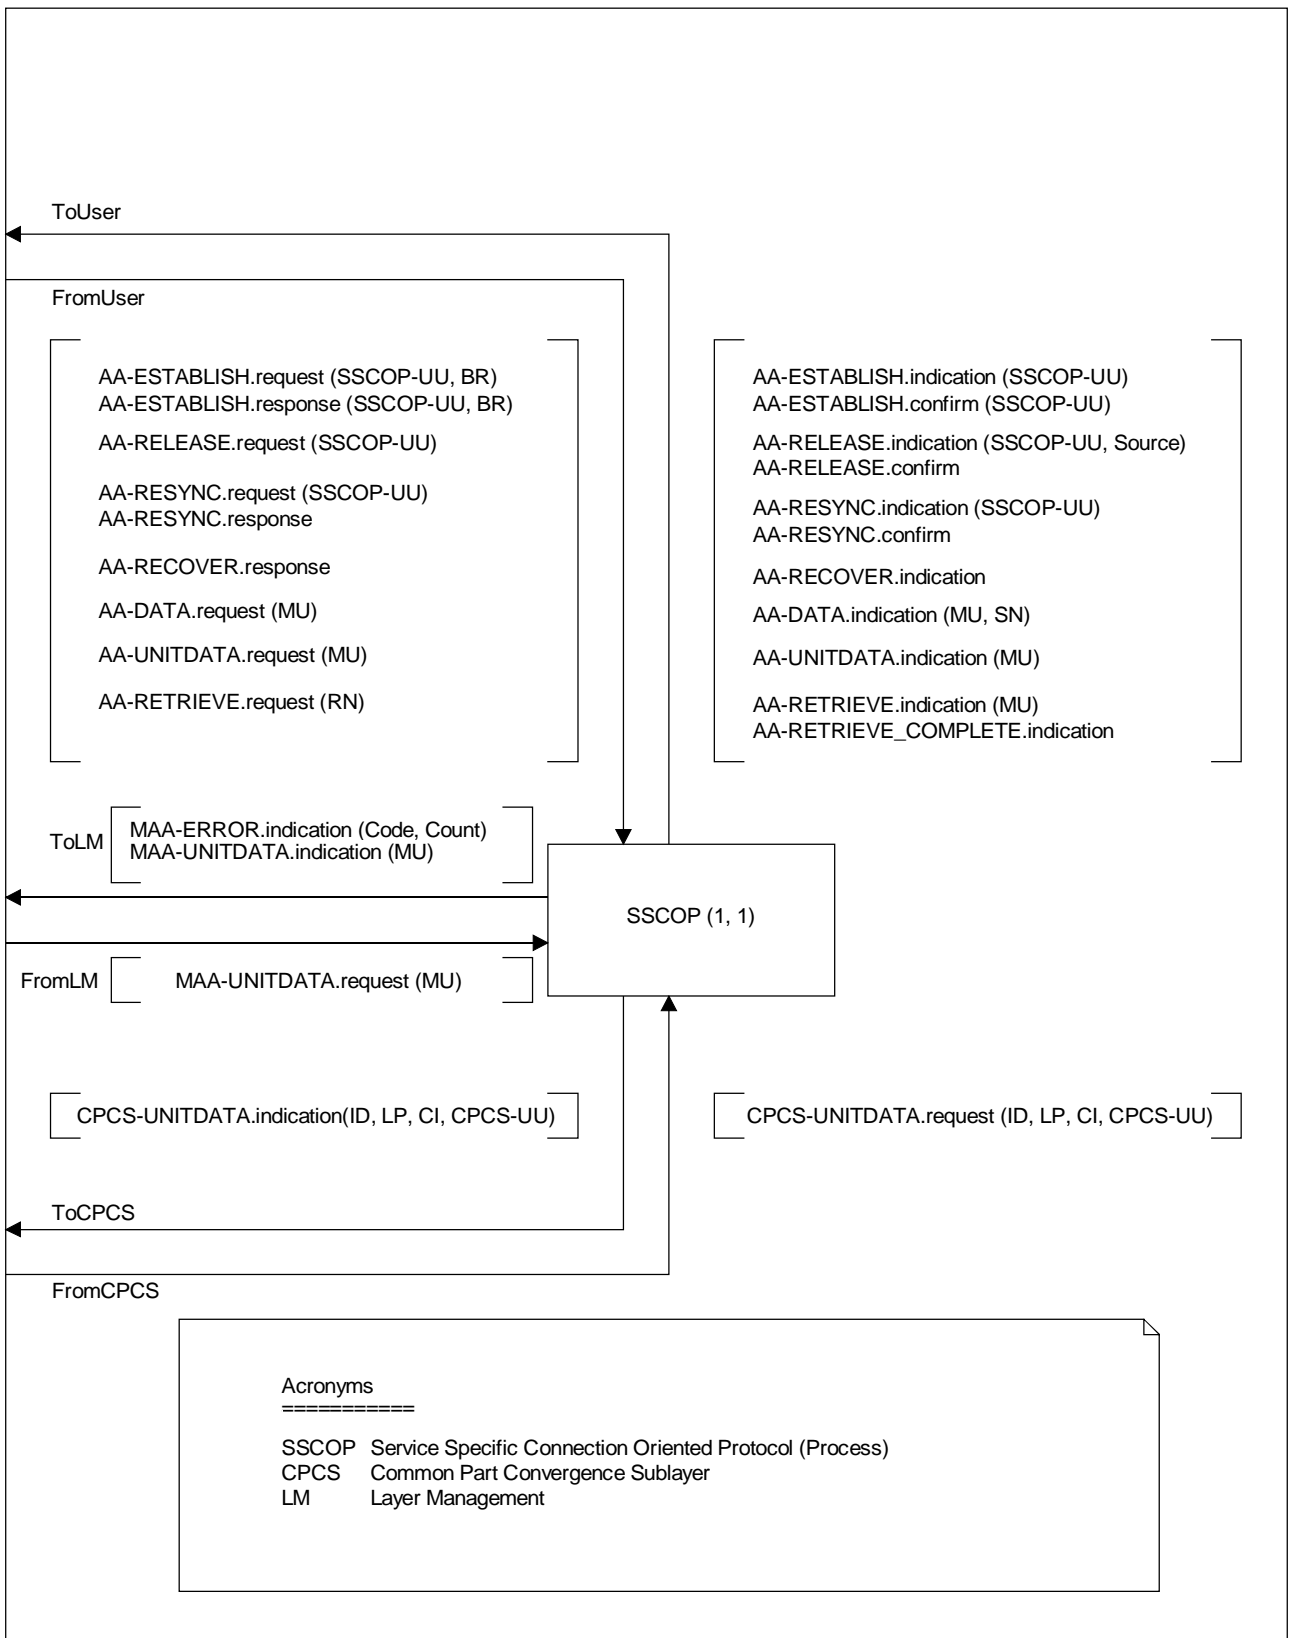 ToUser
FromUser
AA-ESTABLISH.request (SSCOP-UU, BR)
AA-ESTABLISH.response (SSCOP-UU, BR)
AA-RELEASE.request (SSCOP-UU)
AA-RESYNC.request (SSCOP-UU)
AA-RESYNC.response
AA-RECOVER.response
AA-DATA.request (MU)
AA-UNITDATA.request (MU)
AA-RETRIEVE.request (RN)
AA-ESTABLISH.indication (SSCOP-UU)
AA-ESTABLISH.confirm (SSCOP-UU)
AA-RELEASE.indication (SSCOP-UU, Source)
AA-RELEASE.confirm
AA-RESYNC.indication (SSCOP-UU)
AA-RESYNC.confirm
AA-RECOVER.indication
AA-DATA.indication (MU, SN)
AA-UNITDATA.indication (MU)
AA-RETRIEVE.indication (MU)
AA-RETRIEVE_COMPLETE.indication
ToLM
MAA-ERROR.indication (Code, Count)
MAA-UNITDATA.indication (MU)
SSCOP (1, 1)
FromLM
MAA-UNITDATA.request (MU)
CPCS-UNITDATA.indication(ID, LP, CI, CPCS-UU)
CPCS-UNITDATA.request (ID, LP, CI, CPCS-UU)
ToCPCS
FromCPCS
Acronyms
===========
SSCOP Service Specific Connection Oriented Protocol (Process)
CPCS Common Part Convergence Sublayer
LM Layer Management